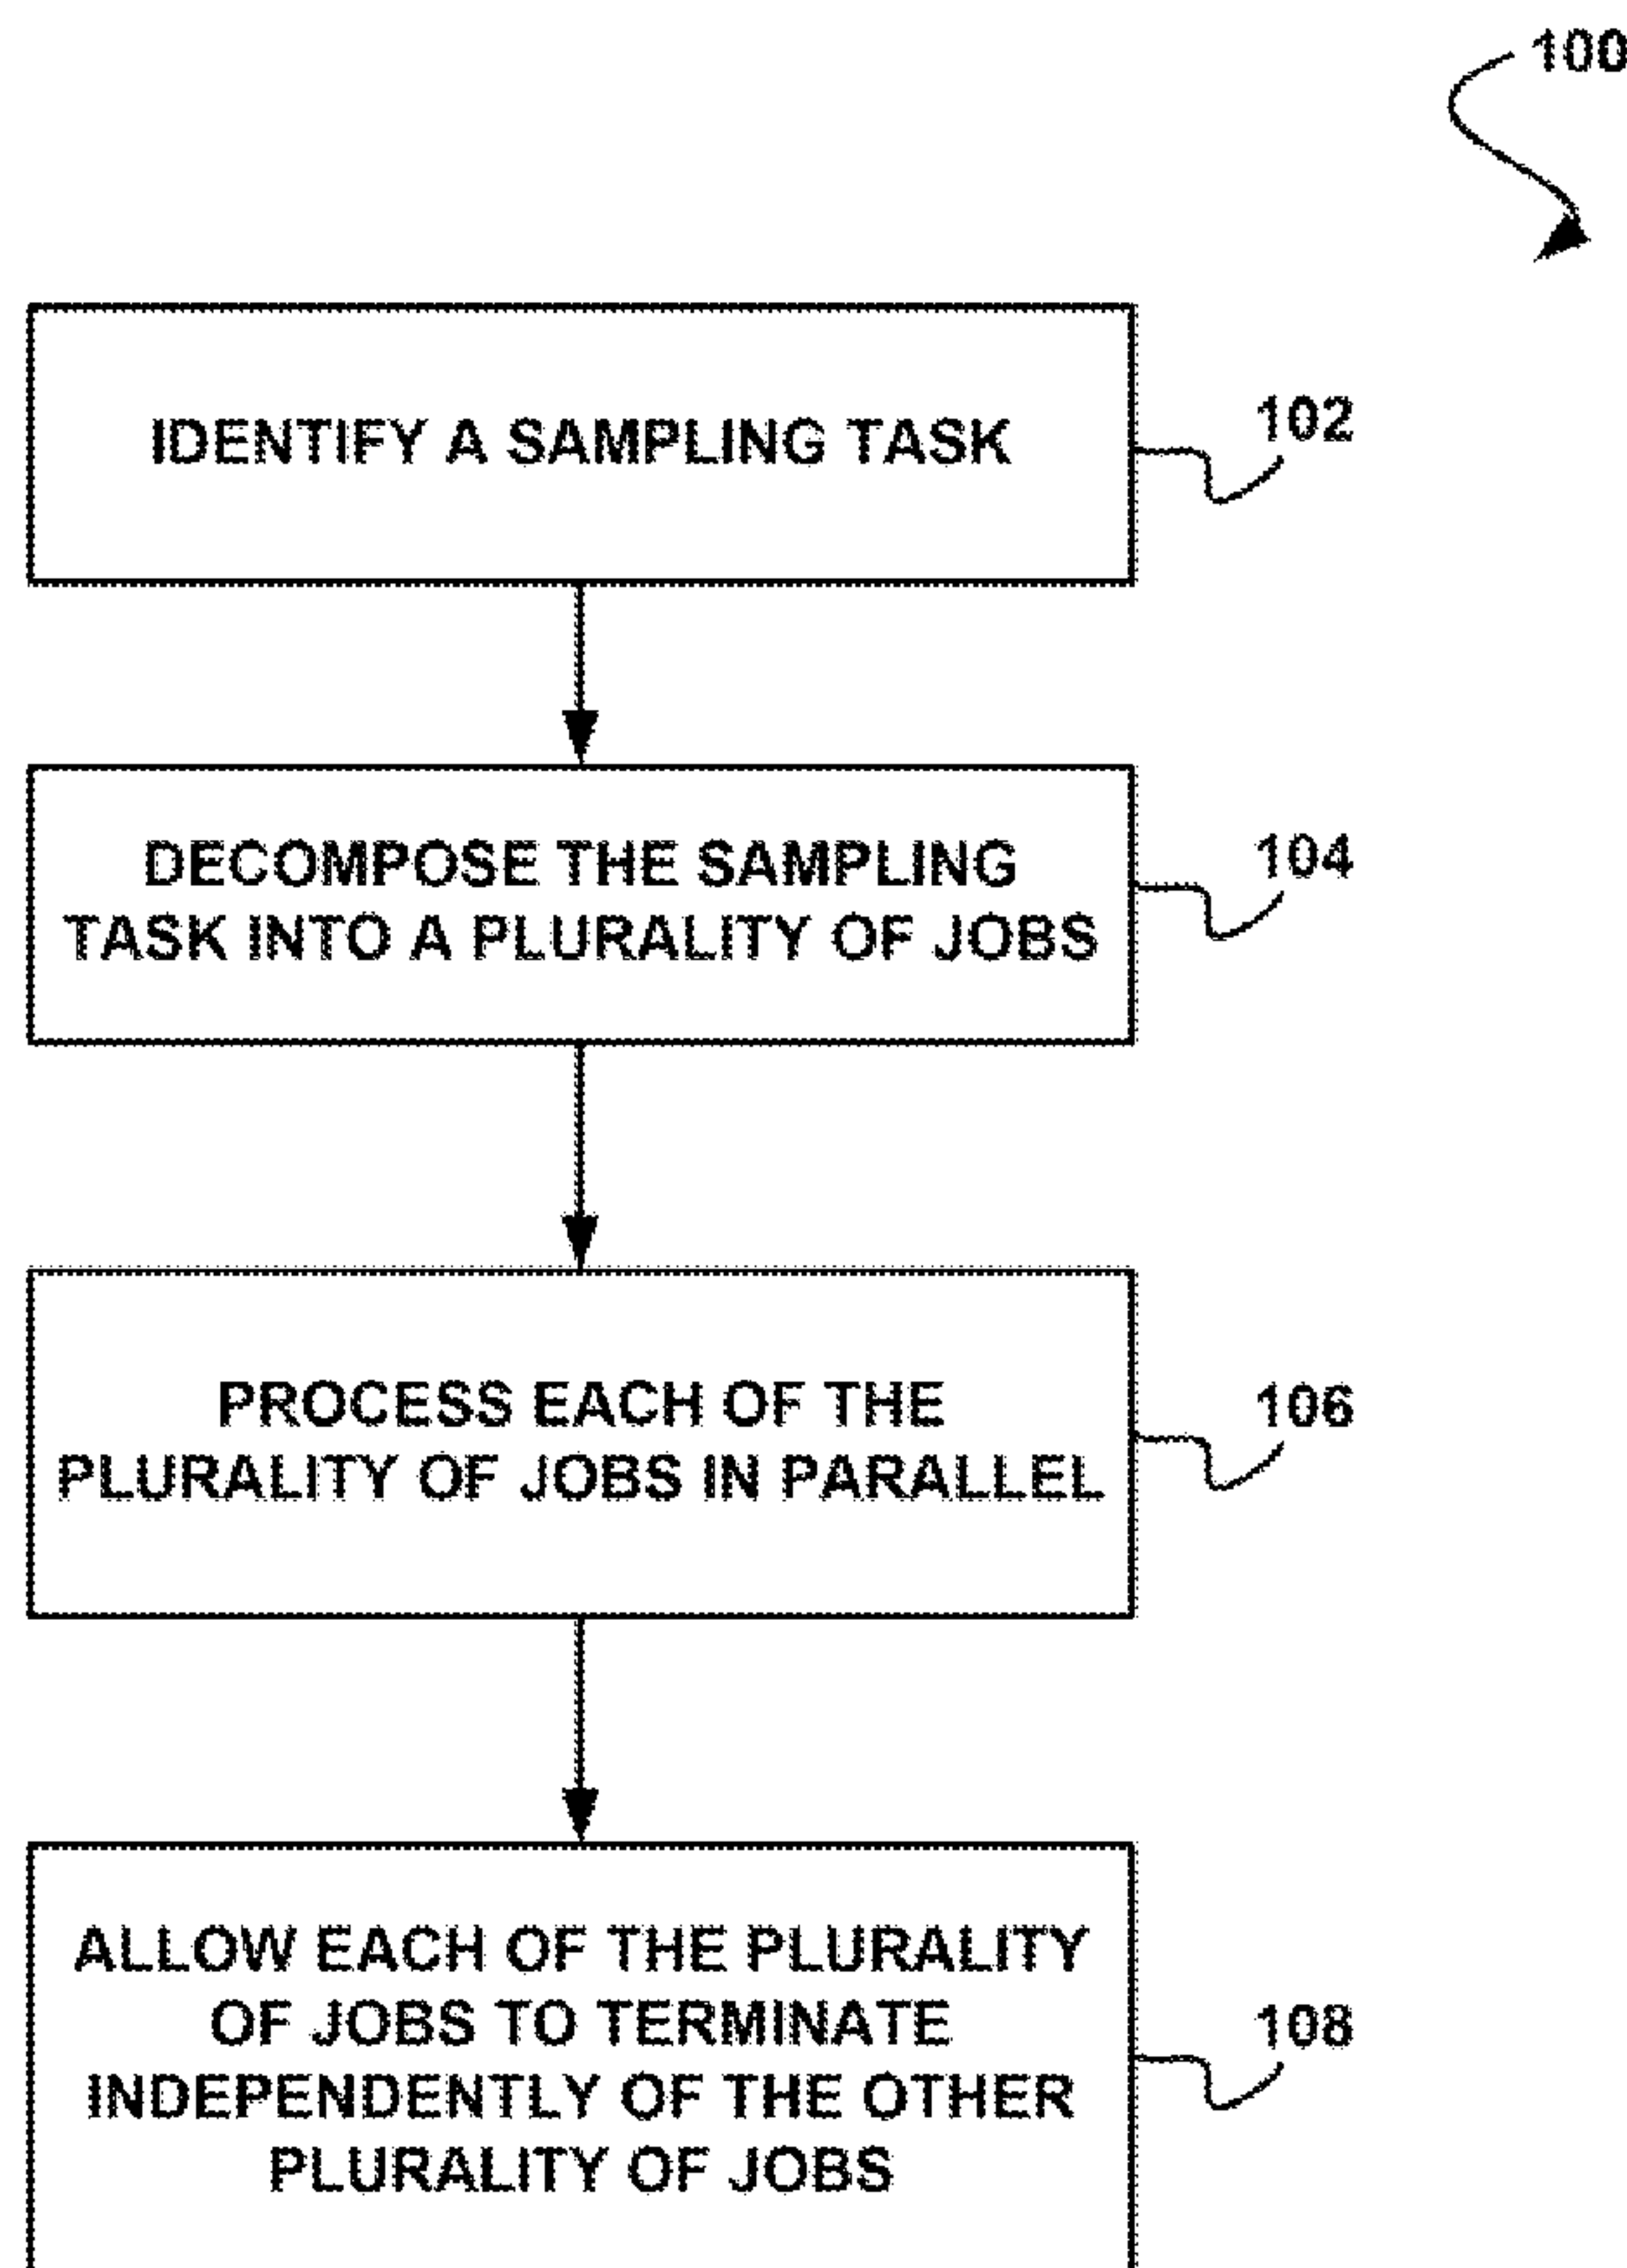 100
IDENTIFY A SAMPLING TASK
102
DECOMPOSE THE SAMPLING
TASK INTO A PLURALITY OF JOBS
104
PROCESS EACH OF THE
PLURALITY OF JOBS IN PARALLEL
106
ALLOW EACH OF THE PLURALITY
OF JOBS TO TERMINATE
INDEPENDENTLY OF THE OTHER
PLURALITY OF JOBS
108